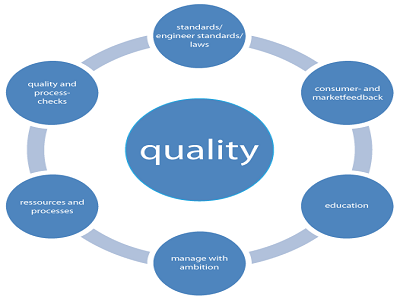 standards/
engineer standards/
laws
consumer- and
marketfeedback
education
manage with
ambition
ressources and
processes
quality and
process-
checks
quality